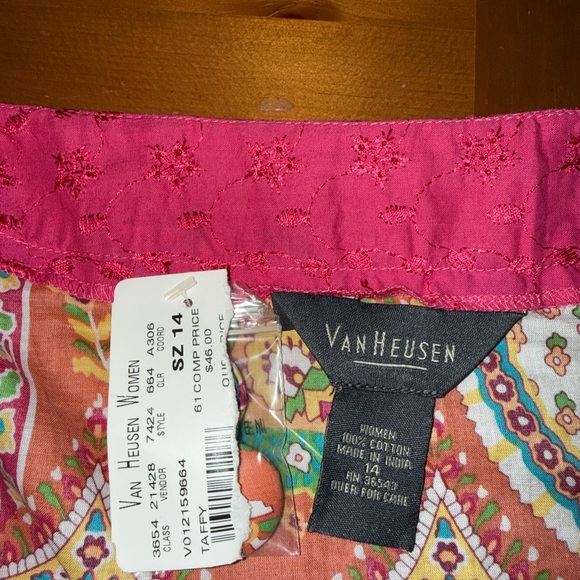 VAN HEUSEN WOMEN
3654 21428 7424 664 A306
CLASS VENDOR STYLE CLR COORD
V012159664 SZ 14
TAFFY 61 COMP PRICE
$46.00
VAN HEUSEN
WOMEN
100% COTTON
MADE IN INDIA
14
RN 36543
OVER FOR CARE